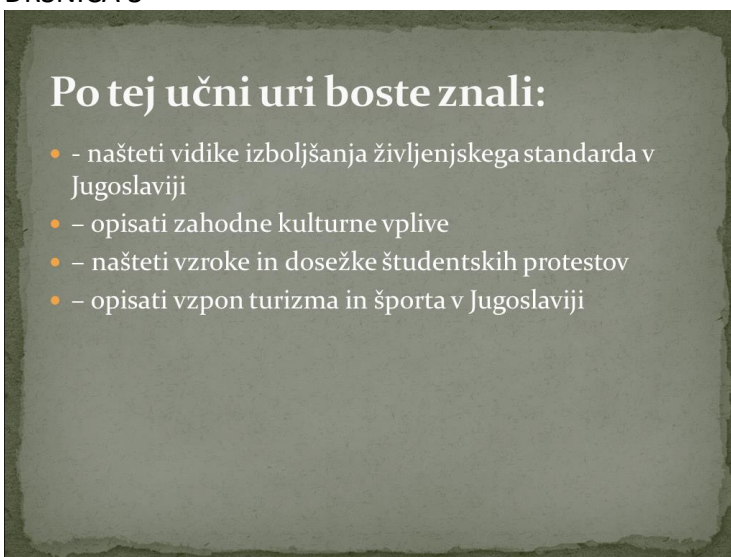 Po tej učni uri boste znali:
- našteti vidike izboljšanja življenjskega standarda v
Jugoslaviji
– opisati zahodne kulturne vplive
– našteti vzroke in dosežke študentskih protestov
– opisati vzpon turizma in športa v Jugoslaviji